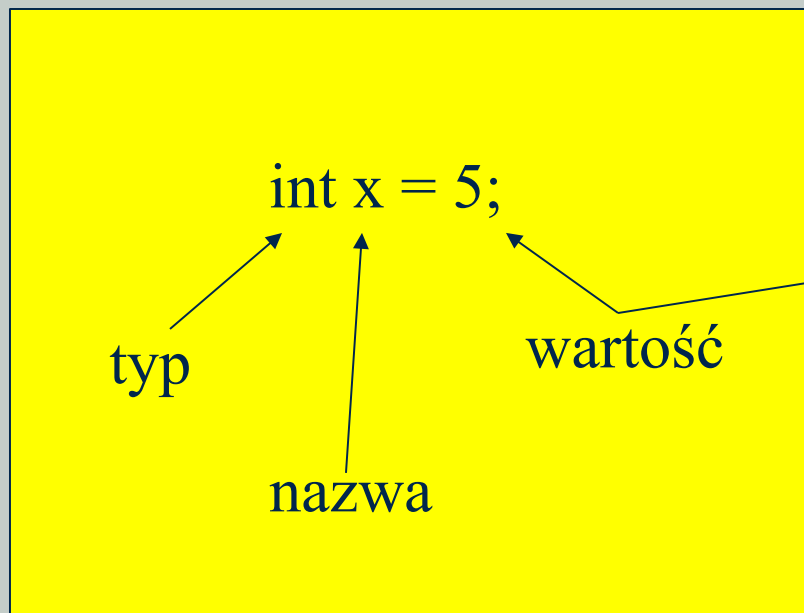 int x = 5;
typ
wartość
nazwa